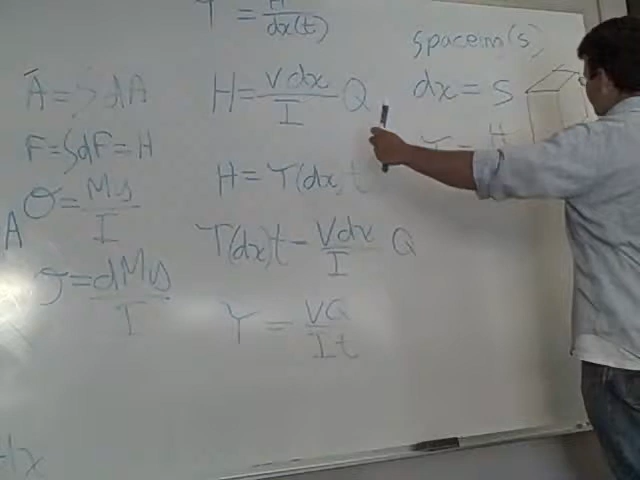 T = H / dx(t)
spacein(s)
Ā = ∫dA
H = Vdx / I Q
dx = s
F = ∫dF = H
H = T(dx, t
T = H
σ = My / I
A
T(dx)t = Vdx / I Q
σ = dMy / I
Y = VQ / It
dx